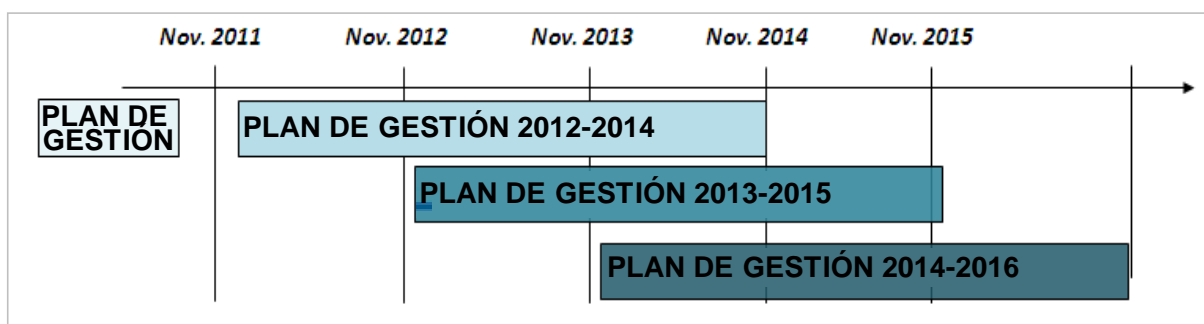 Nov. 2011 Nov. 2012 Nov. 2013 Nov. 2014 Nov. 2015
PLAN DE
GESTIÓN
PLAN DE GESTIÓN 2012-2014
PLAN DE GESTIÓN 2013-2015
PLAN DE GESTIÓN 2014-2016